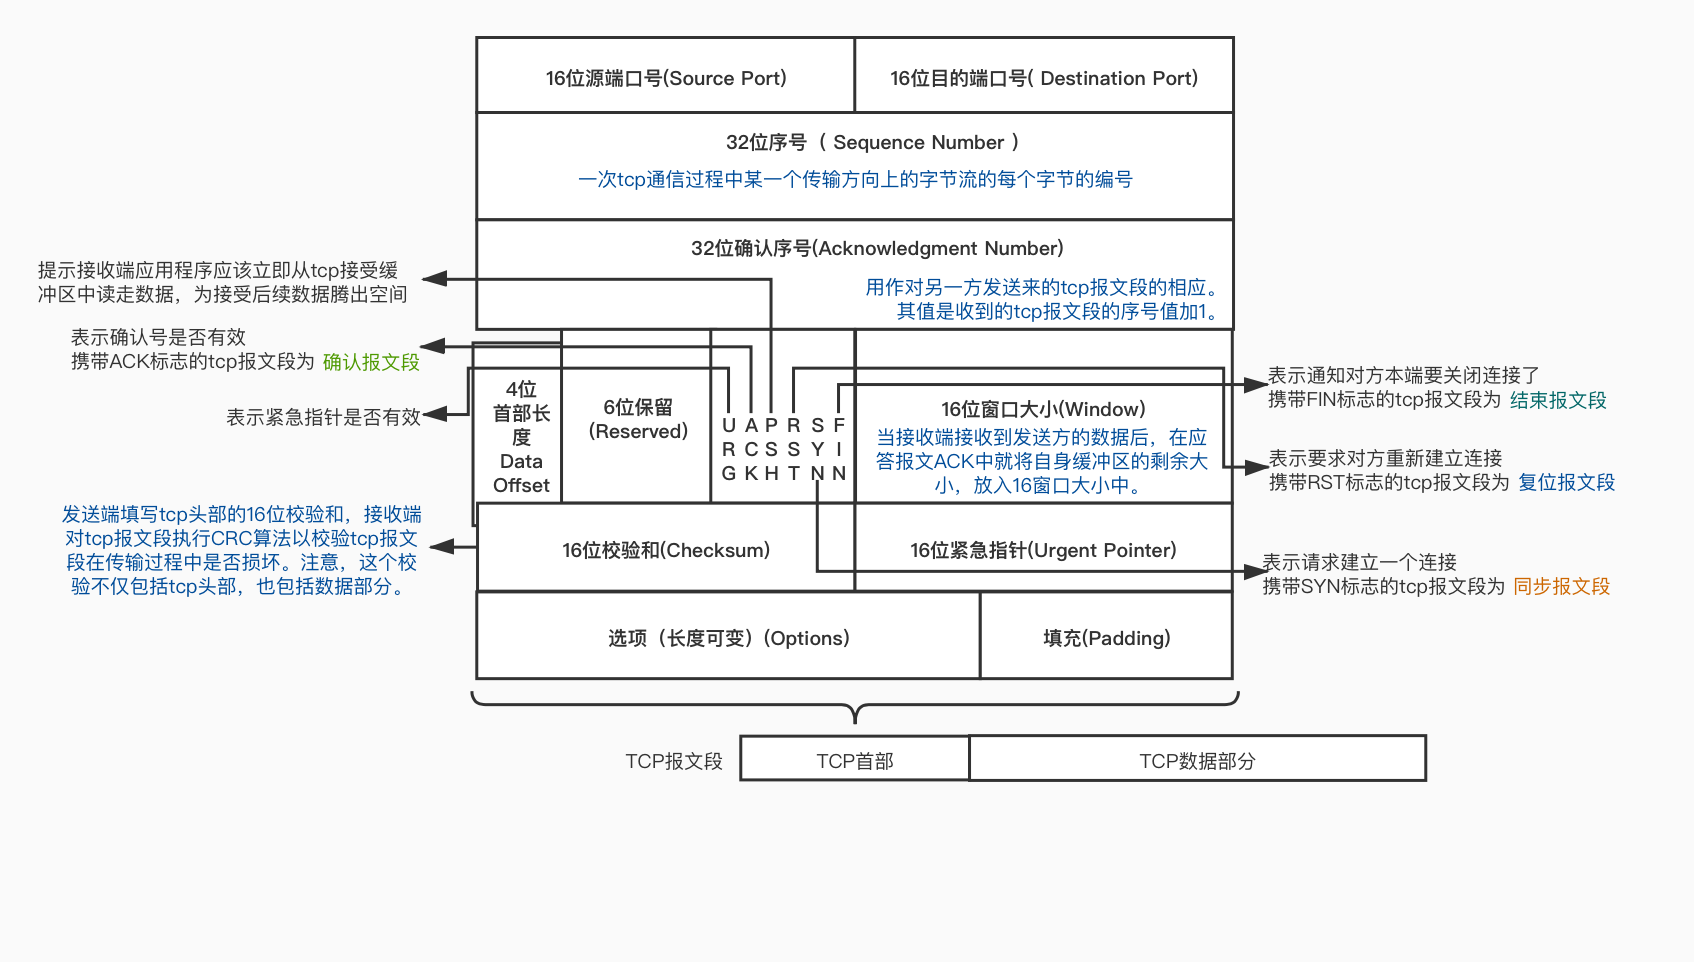 16位源端口号(Source Port)
16位目的端口号( Destination Port)
32位序号（ Sequence Number ）
一次tcp通信过程中某一个传输方向上的字节流的每个字节的编号
32位确认序号(Acknowledgment Number)
用作对另一方发送来的tcp报文段的相应。
其值是收到的tcp报文段的序号值加1。
提示接收端应用程序应该立即从tcp接受缓
冲区中读走数据，为接受后续数据腾出空间
表示确认号是否有效
携带ACK标志的tcp报文段为 确认报文段
表示紧急指针是否有效
4位
首部长
度
Data
Offset
6位保留
(Reserved)
U A P R S F
R C S S Y I
G K H T N N
16位窗口大小(Window)
当接收端接收到发送方的数据后，在应
答报文ACK中就将自身缓冲区的剩余大
小，放入16窗口大小中。
表示通知对方本端要关闭连接了
携带FIN标志的tcp报文段为 结束报文段
表示要求对方重新建立连接
携带RST标志的tcp报文段为 复位报文段
发送端填写tcp头部的16位校验和，接收端
对tcp报文段执行CRC算法以校验tcp报文
段在传输过程中是否损坏。注意，这个校
验不仅包括tcp头部，也包括数据部分。
16位校验和(Checksum)
16位紧急指针(Urgent Pointer)
表示请求建立一个连接
携带SYN标志的tcp报文段为 同步报文段
选项（长度可变）(Options)
填充(Padding)
TCP报文段
TCP首部
TCP数据部分